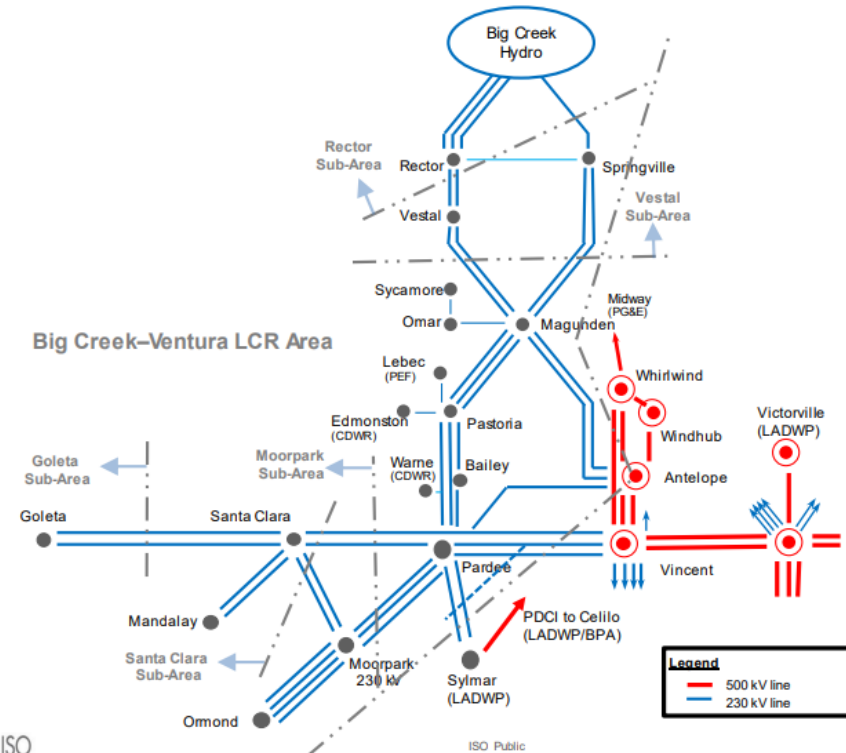 Big Creek
Hydro
Rector
Sub-Area
Rector
Springville
Vestal
Sub-Area
Vestal
Sycamore
Midway
(PG&E)
Omar
Magunden
Big Creek–Ventura LCR Area
Lebec
(PEF)
Whirlwind
Edmonston
(CDWR)
Pastoria
Victorville
(LADWP)
Windhub
Goleta
Sub-Area
Moorpark
Sub-Area
Warne
(CDWR)
Bailey
Antelope
Goleta
Santa Clara
Pardee
Vincent
Mandalay
PDCI to Celilo
(LADWP/BPA)
Santa Clara
Sub-Area
Moorpark
230 kV
Sylmar
(LADWP)
Legend
500 kV line
230 kV line
Ormond
ISO
ISO Public